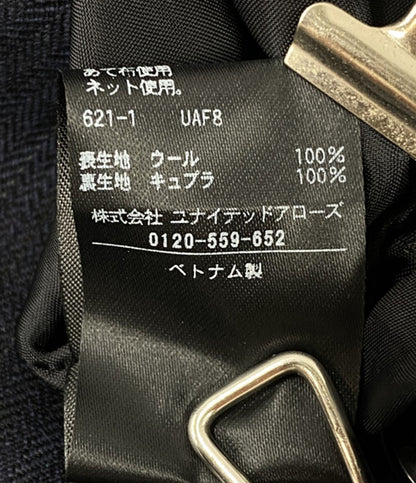 あて布使用
ネット使用。
621-1 UAF8
表生地 ウール 100%
裏生地 キュプラ 100%
株式会社 ユナイテッドアローズ
0120-559-652
ベトナム製